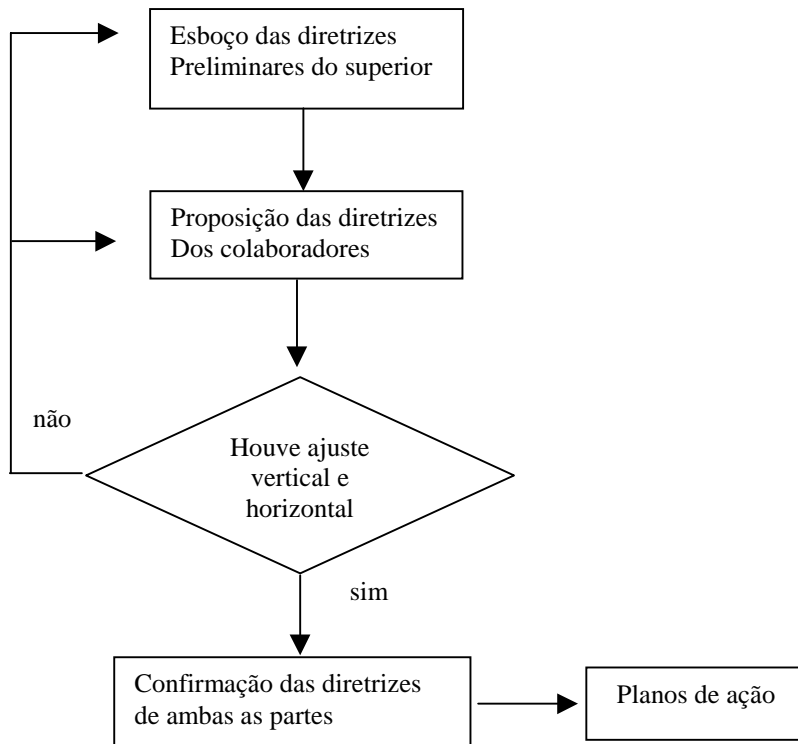 Esboço das diretrizes
Preliminares do superior
Proposição das diretrizes
Dos colaboradores
não
Houve ajuste
vertical e
horizontal
sim
Confirmação das diretrizes
de ambas as partes
Planos de ação